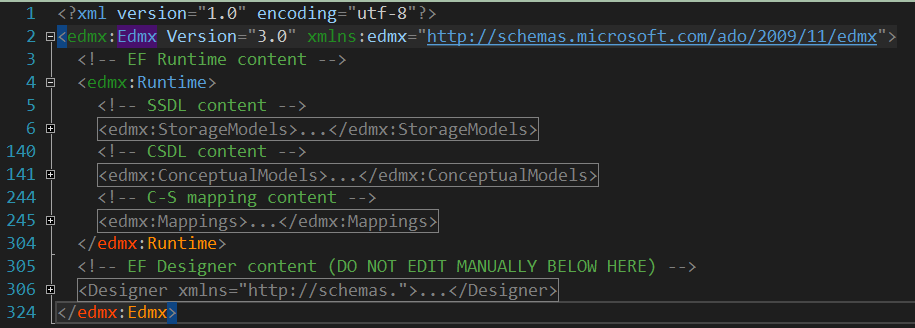 1 <?xml version="1.0" encoding="utf-8"?>
2 <edmx:Edmx Version="3.0" xmlns:edmx="http://schemas.microsoft.com/ado/2009/11/edmx">
3 <!-- EF Runtime content -->
4 <edmx:Runtime>
5 <!-- SSDL content -->
6 <edmx:StorageModels>...</edmx:StorageModels>
140 <!-- CSDL content -->
141 <edmx:ConceptualModels>...</edmx:ConceptualModels>
244 <!-- C-S mapping content -->
245 <edmx:Mappings>...</edmx:Mappings>
304 </edmx:Runtime>
305 <!-- EF Designer content (DO NOT EDIT MANUALLY BELOW HERE) -->
306 <Designer xmlns="http://schemas.">...</Designer>
324 </edmx:Edmx>